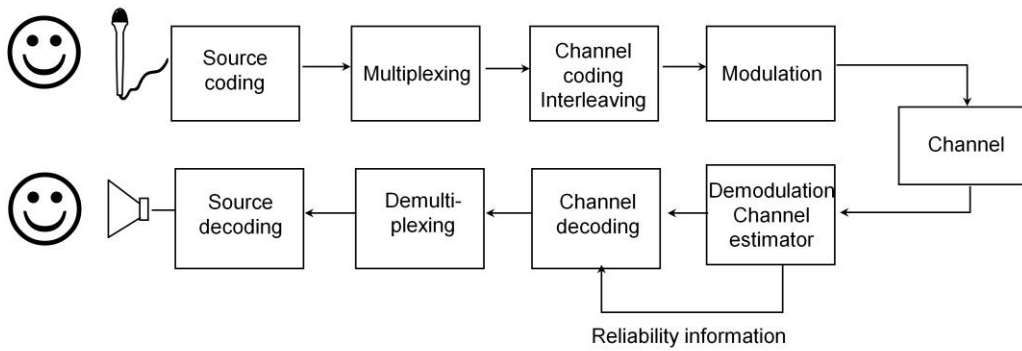 Source
coding
Multiplexing
Channel
coding
Interleaving
Modulation
Channel
Source
decoding
Demulti-
plexing
Channel
decoding
Demodulation
Channel
estimator
Reliability information